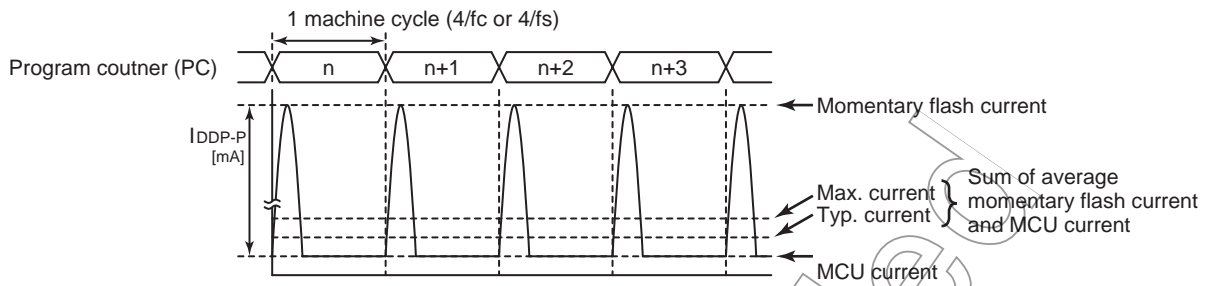 1 machine cycle (4/fc or 4/fs)
Program coutner (PC)
n
n+1
n+2
n+3
Momentary flash current
IDDP-P
[mA]
Max. current
Typ. current
Sum of average
momentary flash current
and MCU current
MCU current